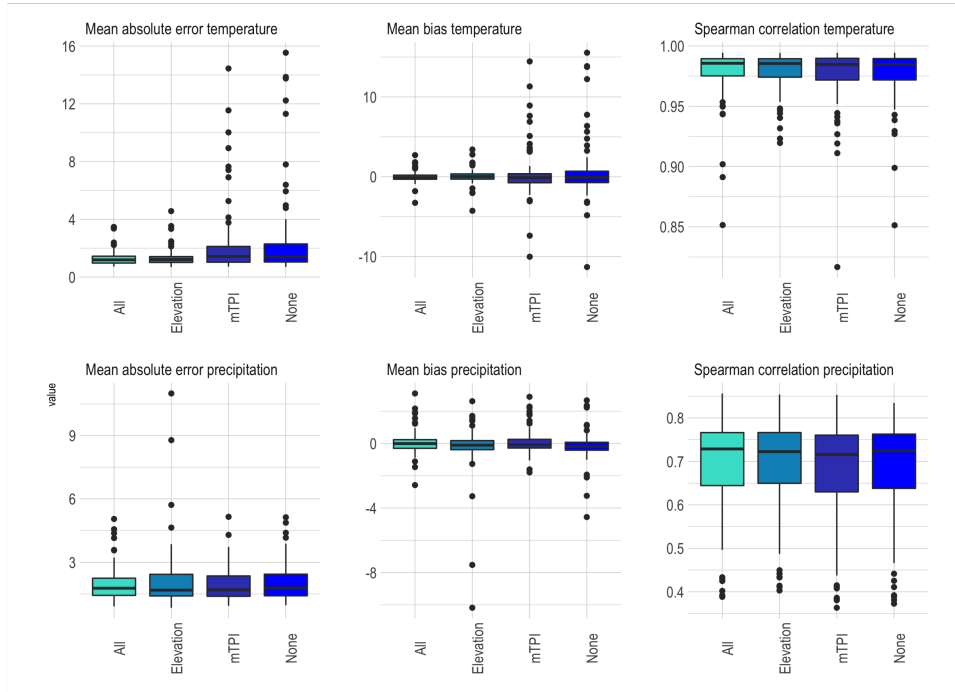 Mean absolute error temperature
16
12
8
4
0
All
Elevation
mTPI
None
Mean bias temperature
10
0
-10
All
Elevation
mTPI
None
Spearman correlation temperature
1.00
0.95
0.90
0.85
All
Elevation
mTPI
None
value
Mean absolute error precipitation
9
6
3
All
Elevation
mTPI
None
Mean bias precipitation
0
-4
-8
All
Elevation
mTPI
None
Spearman correlation precipitation
0.8
0.7
0.6
0.5
0.4
All
Elevation
mTPI
None